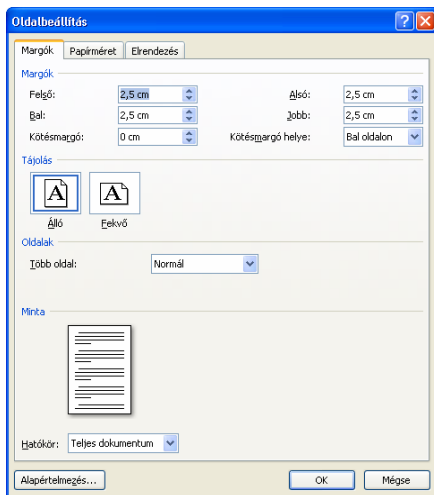 Oldalbeállítás
Margók Papírméret Elrendezés
Margók
Felső: 2,5 cm Alsó: 2,5 cm
Bal: 2,5 cm Jobb: 2,5 cm
Kötésmargó: 0 cm Kötésmargó helye: Bal oldalon
Tájolás
A A
Álló Fekvő
Oldalak
Több oldal: Normál
Minta
Hatókör: Teljes dokumentum
Alapértelmezés... OK Mégse